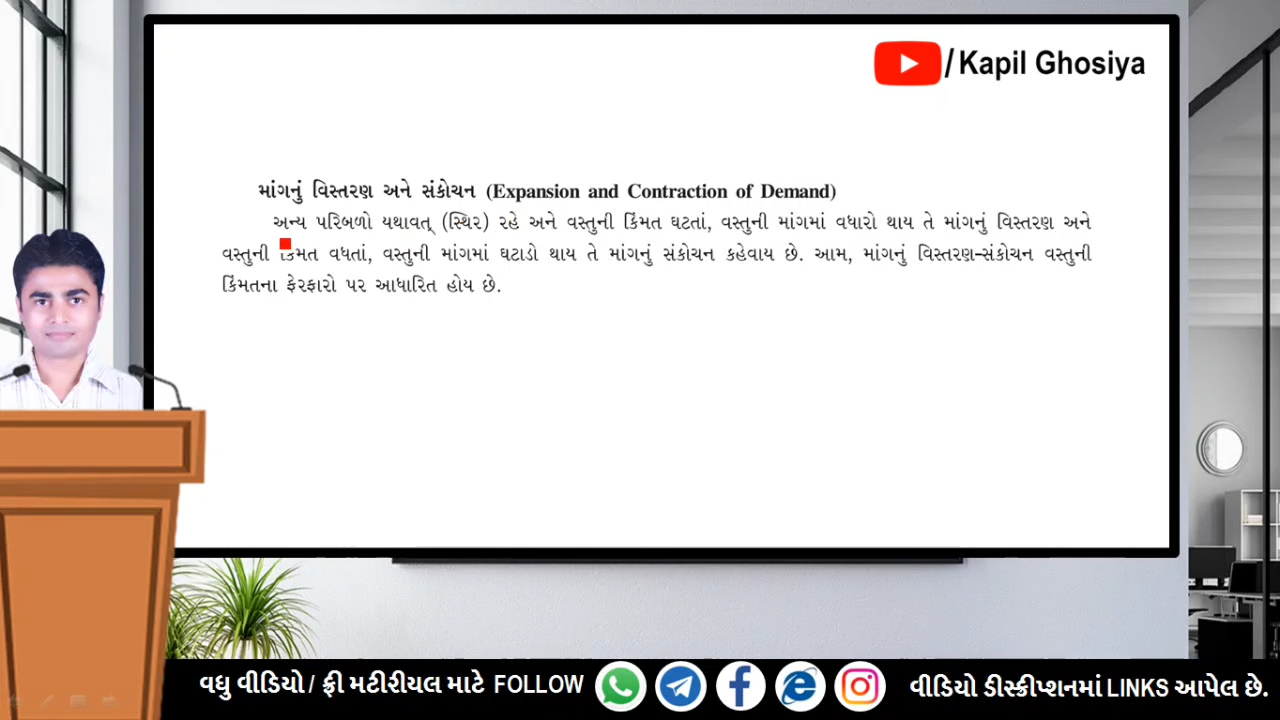 /Kapil Ghosiya
માંગનું વિસ્તરણ અને સંકોચન (Expansion and Contraction of Demand)
અન્ય પરિબળો યથાવત્ (સ્થિર) રહે અને વસ્તુની કિંમત ઘટતાં, વસ્તુની માંગમાં વધારો થાય તે માંગનું વિસ્તરણ અને
વસ્તુની કિંમત વધતાં, વસ્તુની માંગમાં ઘટાડો થાય તે માંગનું સંકોચન કહેવાય છે. આમ, માંગનું વિસ્તરણ-સંકોચન વસ્તુની
કિંમતના ફેરફારો પર આધારિત હોય છે.
વધુ વીડિયો / ફ્રી મટીરીયલ માટે FOLLOW વીડિયો ડીસ્ક્રીપ્શનમાં LINKS આપેલ છે.